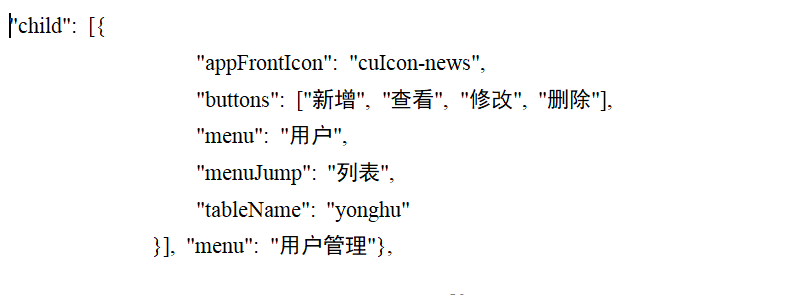 "child": [{
"appFrontIcon": "cuIcon-news",
"buttons": ["新增", "查看", "修改", "删除"],
"menu": "用户",
"menuJump": "列表",
"tableName": "yonghu"
}], "menu": "用户管理"},